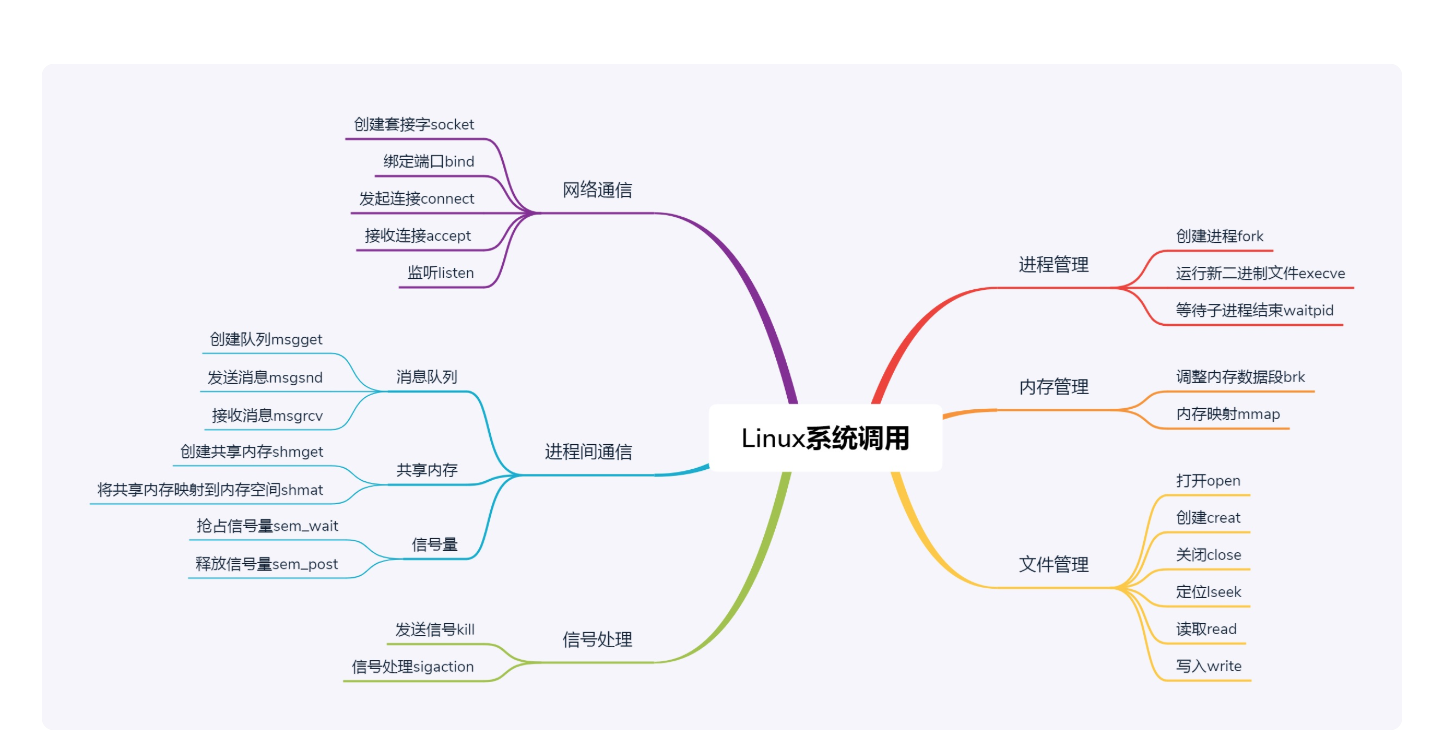 Linux系统调用
网络通信
创建套接字socket
绑定端口bind
发起连接connect
接收连接accept
监听listen
进程间通信
消息队列
创建队列msgget
发送消息msgsnd
接收消息msgrcv
共享内存
创建共享内存shmget
将共享内存映射到内存空间shmat
信号量
抢占信号量sem_wait
释放信号量sem_post
信号处理
发送信号kill
信号处理sigaction
进程管理
创建进程fork
运行新二进制文件execve
等待子进程结束waitpid
内存管理
调整内存数据段brk
内存映射mmap
文件管理
打开open
创建creat
关闭close
定位lseek
读取read
写入write